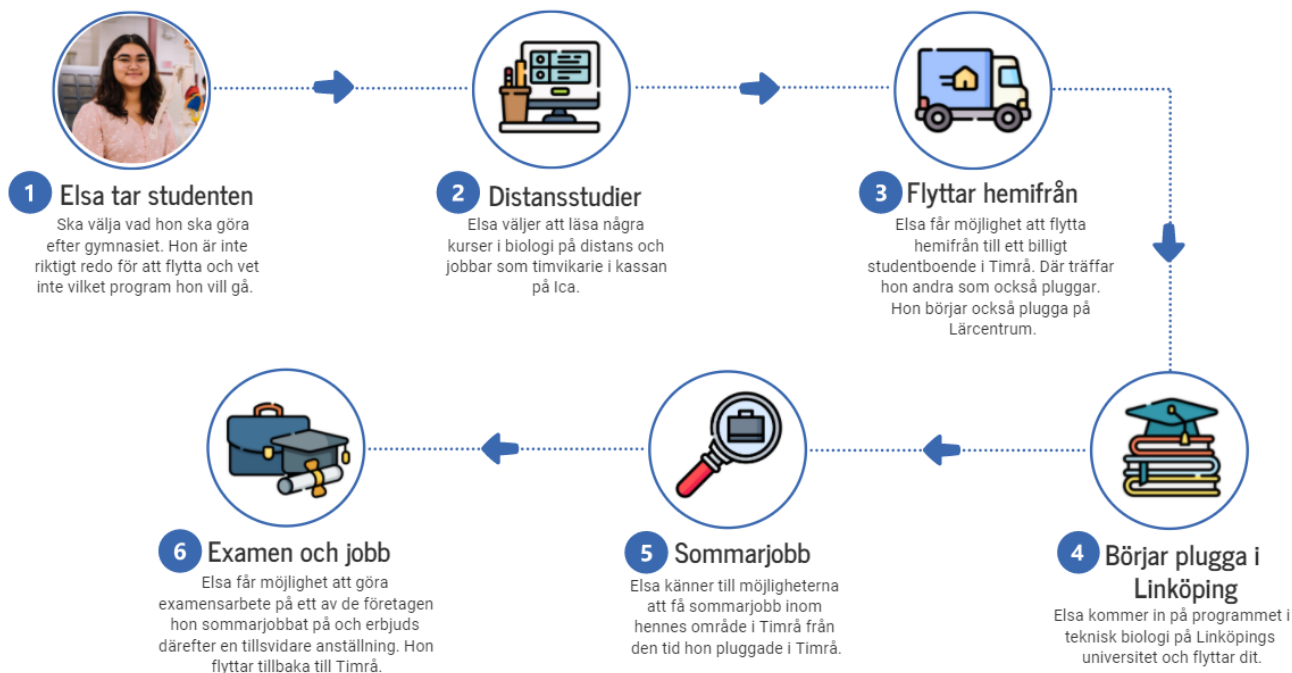 1 Elsa tar studenten
Ska välja vad hon ska göra
efter gymnasiet. Hon är inte
riktigt redo för att flytta och vet
inte vilket program hon vill gå.
2 Distansstudier
Elsa väljer att läsa några
kurser i biologi på distans och
jobbar som timvikarie i kassan
på Ica.
3 Flyttar hemifrån
Elsa får möjlighet att flytta
hemifrån till ett billigt
studentboende i Timrå. Där träffar
hon andra som också pluggar.
Hon börjar också plugga på
Lärcentrum.
4 Börjar plugga i
Linköping
Elsa kommer in på programmet i
teknisk biologi på Linköpings
universitet och flyttar dit.
5 Sommarjobb
Elsa känner till möjligheterna
att få sommarjobb inom
hennes område i Timrå från
den tid hon pluggade i Timrå.
6 Examen och jobb
Elsa får möjlighet att göra
examensarbete på ett av de företagen
hon sommarjobbat på och erbjuds
därefter en tillsvidare anställning. Hon
flyttar tillbaka till Timrå.